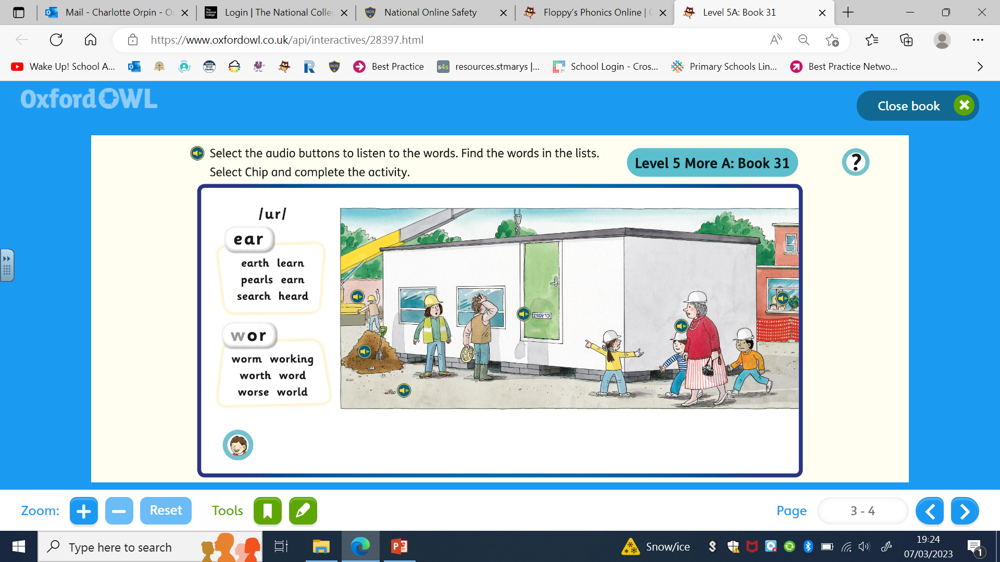 Mail - Charlotte Orpin - O
Login | The National Colle
National Online Safety
Floppy's Phonics Online |
Level 5A: Book 31
https://www.oxfordowl.co.uk/api/interactives/28397.html
Wake Up! School A...
Best Practice
resources.stmarys |...
School Login - Cros...
Primary Schools Lin...
Best Practice Netwo...
Oxford OWL
Close book
Select the audio buttons to listen to the words. Find the words in the lists.
Select Chip and complete the activity.
Level 5 More A: Book 31
?
/ur/
ear
earth learn
pearls earn
search heard
wor
worm working
worth word
worse world
CLASS2
Zoom:
Reset
Tools
Page
3 - 4
Type here to search
Snow/ice
19:24
07/03/2023
1